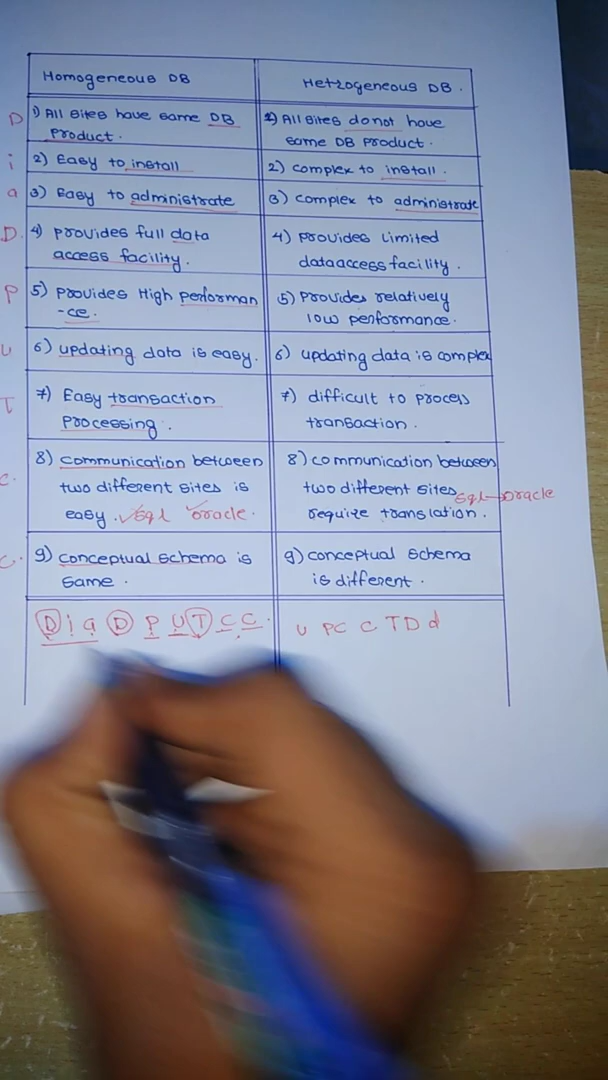 Homogeneous DB
Hetrogeneous DB.
D 1) All sites have same DB
product.
1) All sites do not have
same DB product.
i 2) Easy to install
2) complex to install.
a 3) Easy to administrate
3) complex to administrate
D. 4) provides full data
access facility.
4) provides Limited
data access facility.
P 5) provides High performan
-ce.
5) provides relatively
low performance.
U 6) updating data is easy.
6) updating data is complex
T 7) Easy transaction
processing.
7) difficult to process
transaction.
C. 8) communication between
two different sites is
easy. ✓sql ✓oracle.
8) communication between
two different sites sql→oracle
require translation.
C. 9) conceptual schema is
same.
9) conceptual schema
is different.
D i a D P U T C C.
U PC C T D d